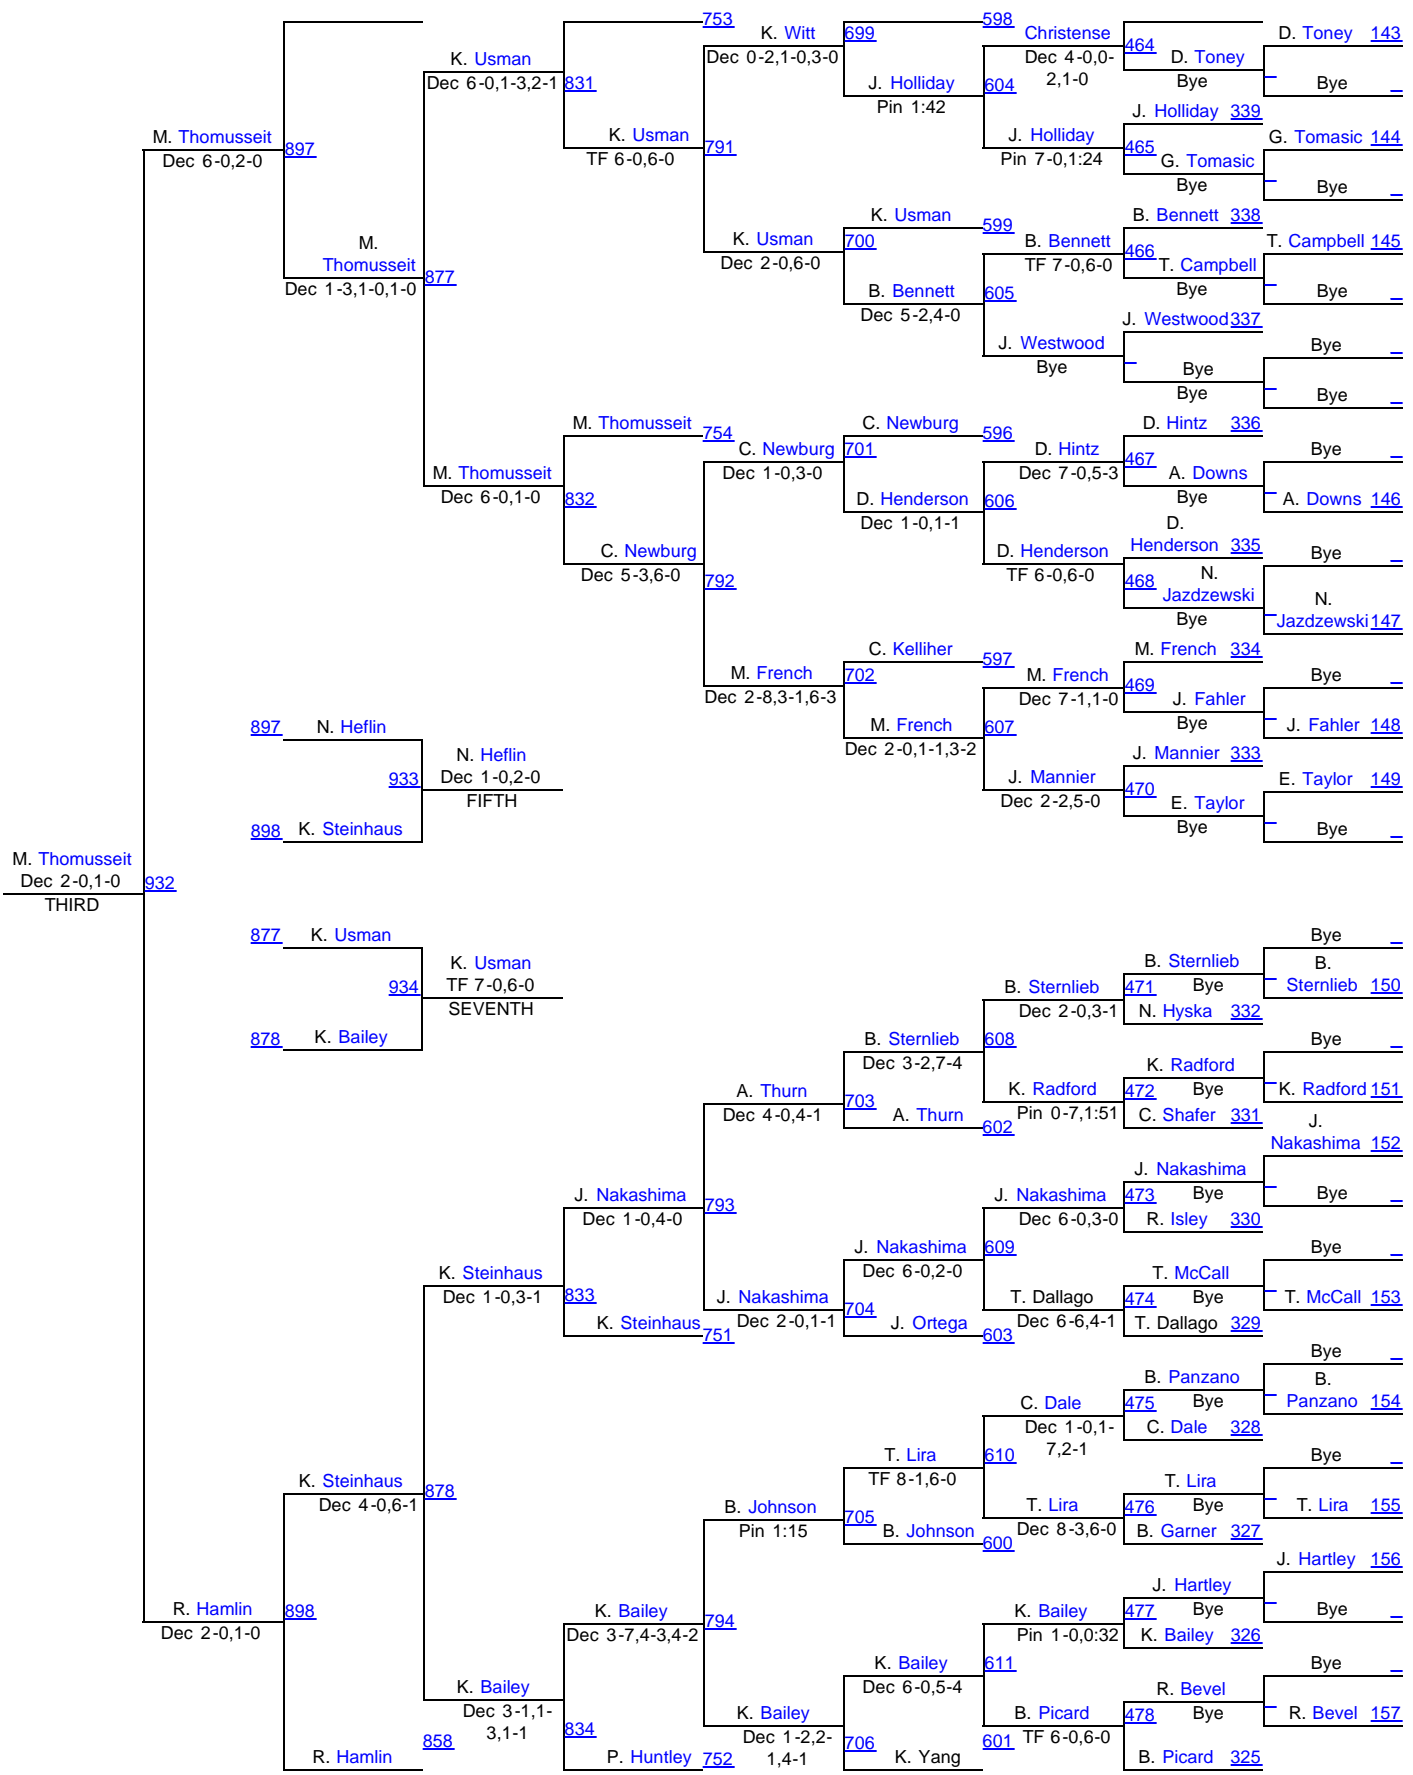 753
K. Witt 699
598
Christense
464
D. Toney 143
K. Usman
Dec 6-0,1-3,2-1 831
Dec 0-2,1-0,3-0
Dec 4-0,0-
2,1-0
D. Toney
Bye
J. Holliday 604
Pin 1:42
Bye
J. Holliday 339
M. Thomusseit
Dec 6-0,2-0
897
K. Usman
TF 6-0,6-0
791
J. Holliday
Pin 7-0,1:24
465
G. Tomasic
Bye
G. Tomasic 144
Bye
K. Usman 599
B. Bennett 338
M.
Thomusseit
Dec 1-3,1-0,1-0
877
K. Usman
Dec 2-0,6-0
700
B. Bennett
TF 7-0,6-0
466
T. Campbell
Bye
T. Campbell 145
Bye
B. Bennett
Dec 5-2,4-0
605
J. Westwood 337
J. Westwood
Bye
Bye
Bye
Bye
Bye
M. Thomusseit 754
C. Newburg 596
D. Hintz 336
C. Newburg
Dec 1-0,3-0
701
D. Hintz
Dec 7-0,5-3
467
A. Downs
Bye
Bye
A. Downs 146
M. Thomusseit
Dec 6-0,1-0
832
D. Henderson
Dec 1-0,1-1
606
D.
Henderson 335
C. Newburg
Dec 5-3,6-0
792
D. Henderson
TF 6-0,6-0
468
N.
Jazdzewski
Bye
Bye
N.
Jazdzewski 147
C. Kelliher 597
M. French 334
M. French
Dec 2-8,3-1,6-3
702
M. French
Dec 7-1,1-0
469
J. Fahler
Bye
Bye
J. Fahler 148
897 N. Heflin
M. French
Dec 2-0,1-1,3-2
607
J. Mannier 333
933
N. Heflin
Dec 1-0,2-0
FIFTH
J. Mannier
Dec 2-2,5-0
470
E. Taylor
Bye
E. Taylor 149
Bye
898 K. Steinhaus
M. Thomusseit
Dec 2-0,1-0
THIRD
932
877 K. Usman
934
K. Usman
TF 7-0,6-0
SEVENTH
878 K. Bailey
B. Sternlieb
Dec 2-0,3-1
B. Sternlieb
471 Bye
N. Hyska 332
Bye
B.
Sternlieb 150
B. Sternlieb
Dec 3-2,7-4
608
A. Thurn
Dec 4-0,4-1
703
A. Thurn 602
K. Radford
Pin 0-7,1:51
K. Radford
472 Bye
C. Shafer 331
Bye
K. Radford 151
J. Nakashima
Dec 1-0,4-0
793
J. Nakashima
Dec 6-0,3-0
J. Nakashima
473 Bye
R. Isley 330
J.
Nakashima 152
Bye
J. Nakashima
Dec 6-0,2-0
609
K. Steinhaus
Dec 1-0,3-1
833
K. Steinhaus 751
J. Nakashima
Dec 2-0,1-1
704
J. Ortega 603
T. Dallago
Dec 6-6,4-1
T. McCall
474 Bye
T. Dallago 329
Bye
T. McCall 153
C. Dale
Dec 1-0,1-
7,2-1
B. Panzano
475 Bye
C. Dale 328
Bye
B.
Panzano 154
K. Steinhaus
Dec 4-0,6-1
878
T. Lira
TF 8-1,6-0
610
B. Johnson
Pin 1:15
705
B. Johnson 600
T. Lira
Dec 8-3,6-0
T. Lira
476 Bye
B. Garner 327
Bye
T. Lira 155
R. Hamlin
Dec 2-0,1-0
898
K. Bailey
Dec 3-7,4-3,4-2
794
K. Bailey
Pin 1-0,0:32
J. Hartley
477 Bye
K. Bailey 326
J. Hartley 156
Bye
K. Bailey
Dec 6-0,5-4
611
K. Bailey
Dec 3-1,1-
3,1-1
834
K. Bailey
Dec 1-2,2-
1,4-1
706
K. Yang
601
B. Picard
TF 6-0,6-0
R. Bevel
478 Bye
B. Picard 325
Bye
R. Bevel 157
R. Hamlin
858
P. Huntley 752